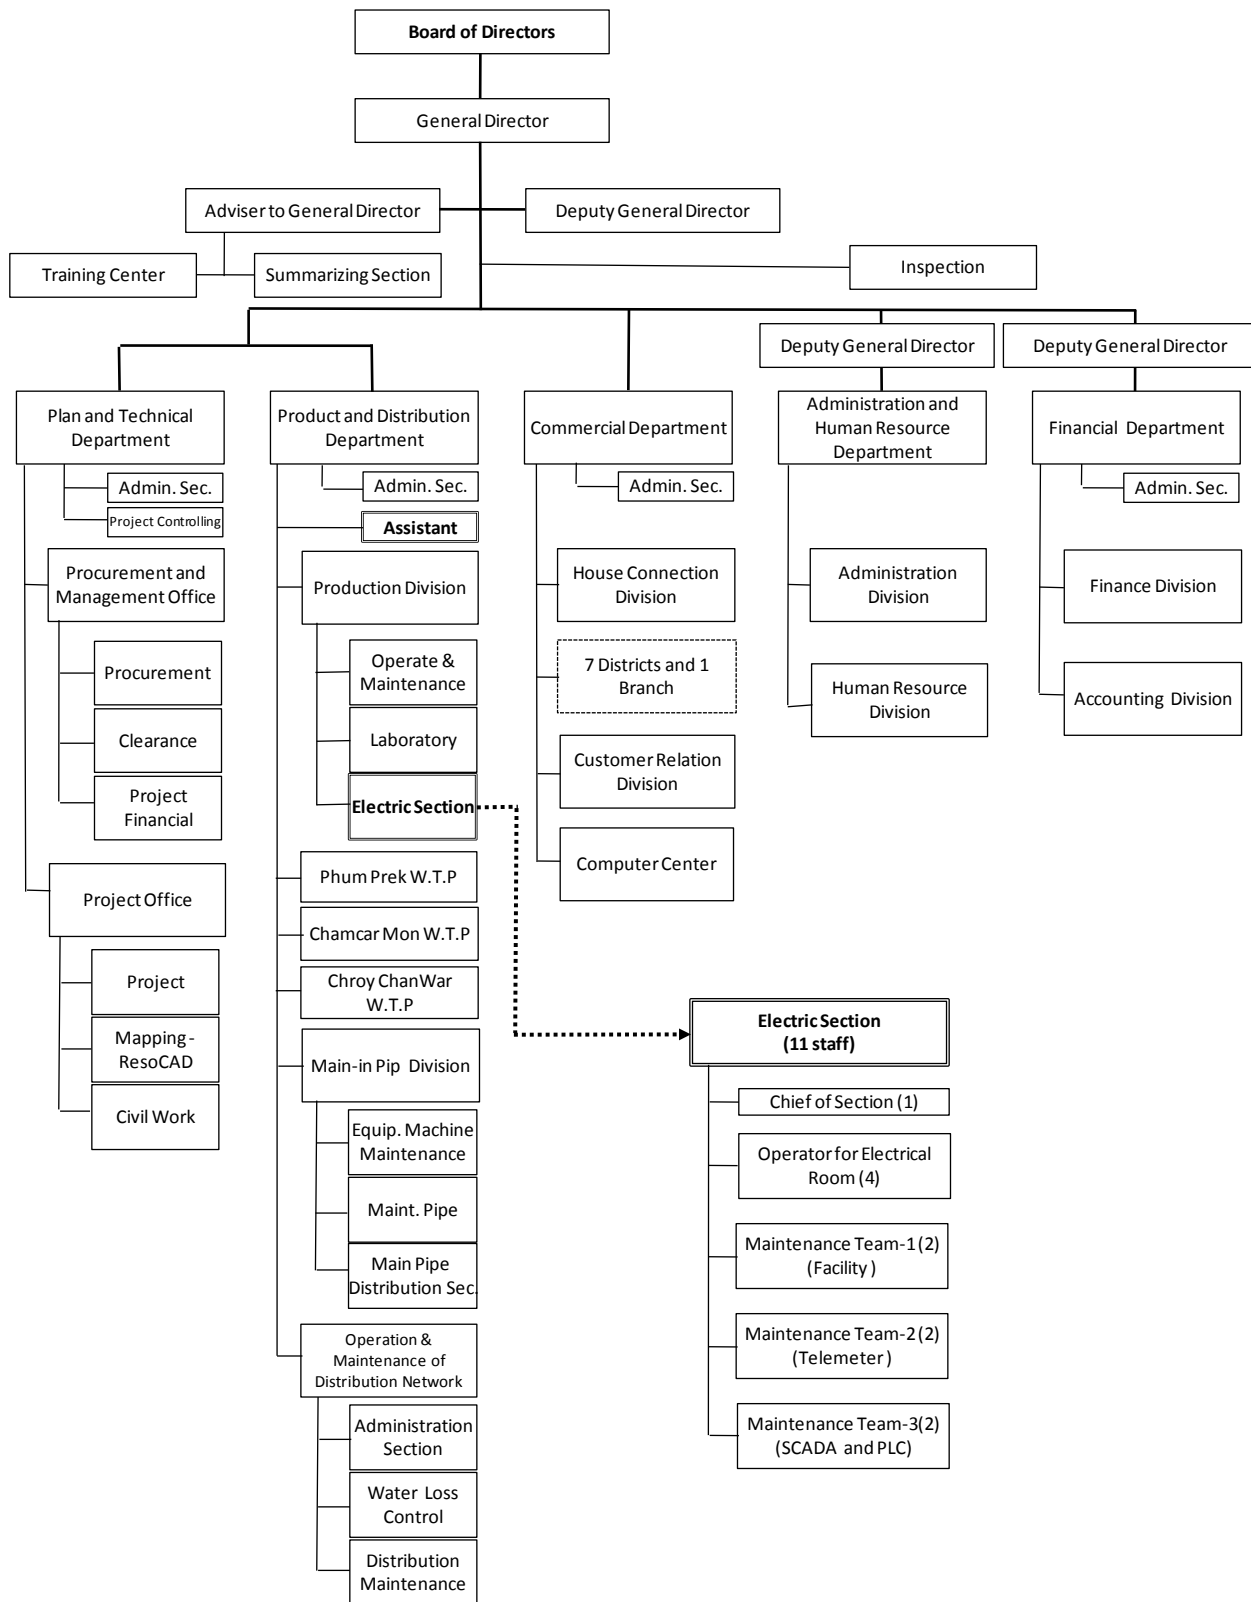 Board of Directors
General Director
Adviser to General Director
Deputy General Director
Training Center
Summarizing Section
Inspection
Deputy General Director
Deputy General Director
Plan and Technical
Department
Product and Distribution
Department
Commercial Department
Administration and
Human Resource
Department
Financial Department
Admin. Sec.
Project Controlling
Procurement and
Management Office
Procurement
Clearance
Project
Financial
Project Office
Project
Mapping-
ResoCAD
Civil Work
Admin. Sec.
Assistant
Production Division
Operate &
Maintenance
Laboratory
Electric Section
Phum Prek W.T.P
Chamcar Mon W.T.P
Chroy ChanWar
W.T.P
Main-in Pip Division
Equip. Machine
Maintenance
Maint. Pipe
Main Pipe
Distribution Sec.
Operation &
Maintenance of
Distribution Network
Administration
Section
Water Loss
Control
Distribution
Maintenance
Admin. Sec.
House Connection
Division
7 Districts and 1
Branch
Customer Relation
Division
Computer Center
Administration
Division
Human Resource
Division
Admin. Sec.
Finance Division
Accounting Division
Electric Section
(11 staff)
Chief of Section (1)
Operator for Electrical
Room (4)
Maintenance Team-1 (2)
(Facility )
Maintenance Team-2 (2)
(Telemeter )
Maintenance Team-3(2)
(SCADA and PLC)